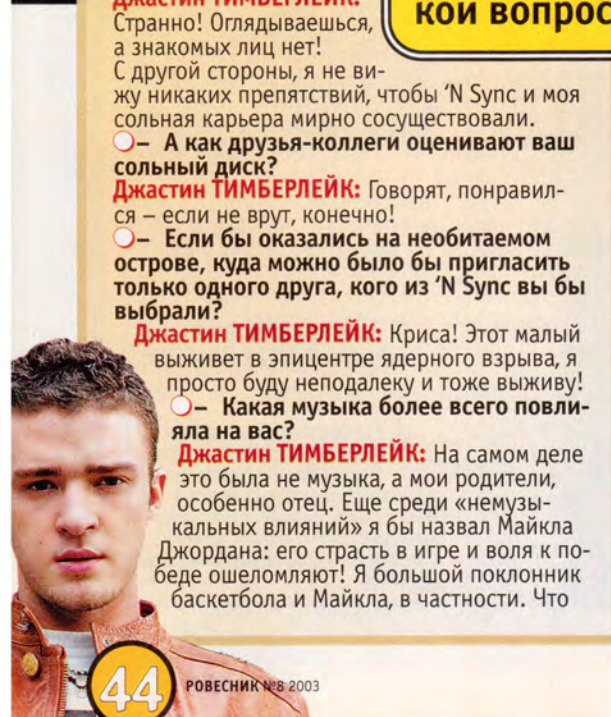 Джастин ТИМБЕРЛЕЙК:
кой вопрос
Странно! Оглядываешься,
а знакомых лиц нет!
С другой стороны, я не ви-
жу никаких препятствий, чтобы ’N Sync и моя
сольная карьера мирно сосуществовали.
– А как друзья-коллеги оценивают ваш
сольный диск?
Джастин ТИМБЕРЛЕЙК: Говорят, понравил-
ся – если не врут, конечно!
– Если бы оказались на необитаемом
острове, куда можно было бы пригласить
только одного друга, кого из ’N Sync вы бы
выбрали?
Джастин ТИМБЕРЛЕЙК: Криса! Этот малый
выживет в эпицентре ядерного взрыва, я
просто буду неподалеку и тоже выживу!
– Какая музыка более всего повли-
яла на вас?
Джастин ТИМБЕРЛЕЙК: На самом деле
это была не музыка, а мои родители,
особенно отец. Еще среди «немузы-
кальных влияний» я бы назвал Майкла
Джордана: его страсть в игре и воля к по-
беде ошеломляют! Я большой поклонник
баскетбола и Майкла, в частности. Что
44 РОВЕСНИК №8 2003